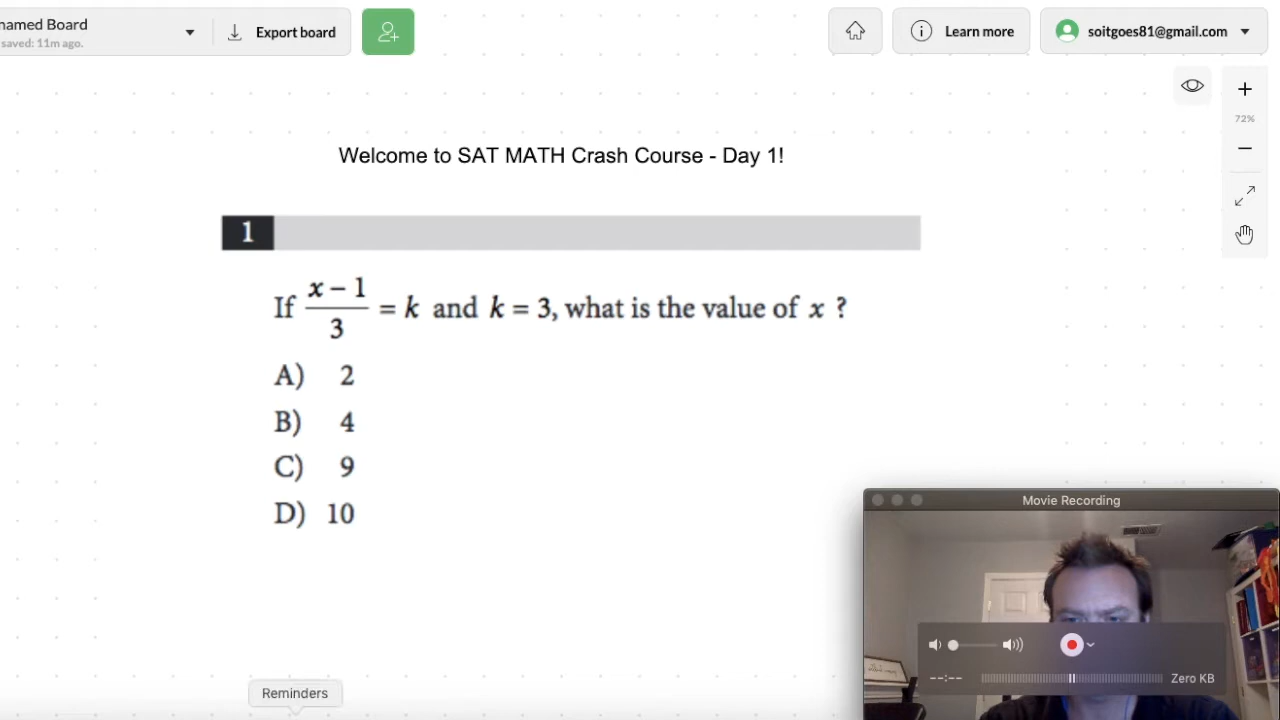 named Board
saved: 11m ago.
Export board
Learn more
soitgoes81@gmail.com
72%
Welcome to SAT MATH Crash Course - Day 1!
1
If x – 1 / 3 = k and k = 3, what is the value of x ?
A) 2
B) 4
C) 9
D) 10
Movie Recording
--:--
Zero KB
Reminders